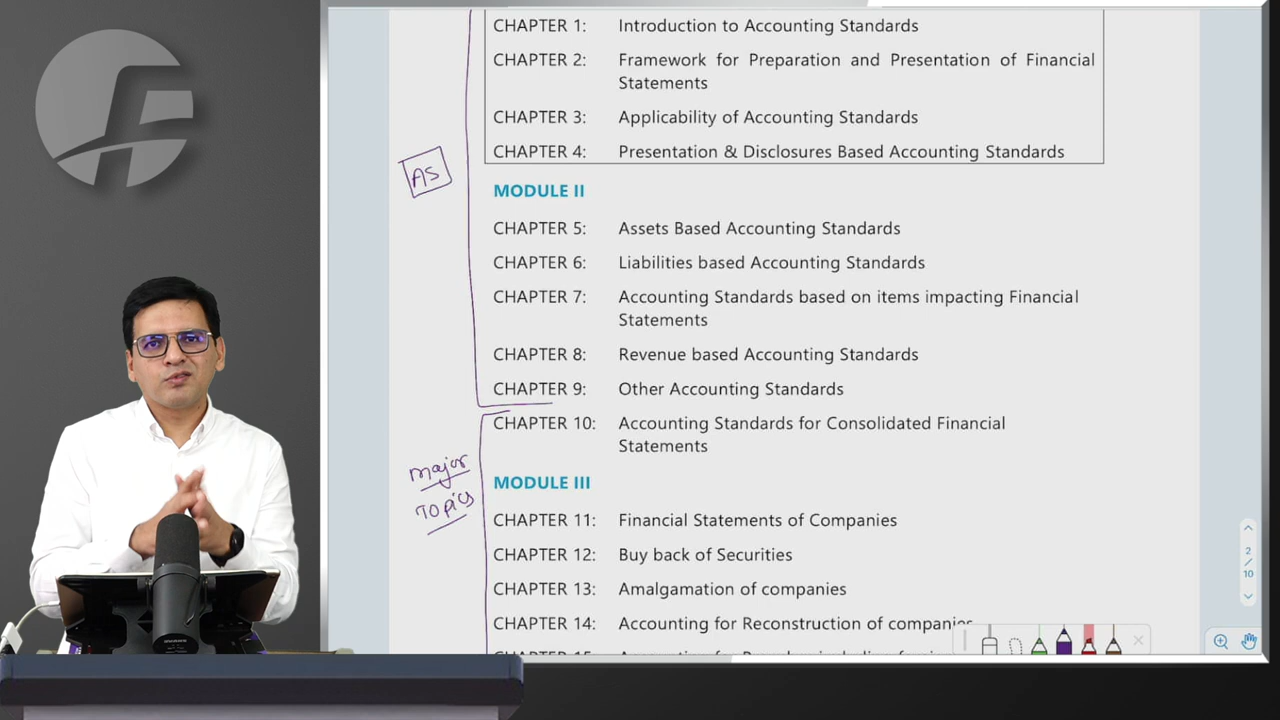 CHAPTER 1: Introduction to Accounting Standards
CHAPTER 2: Framework for Preparation and Presentation of Financial
Statements
CHAPTER 3: Applicability of Accounting Standards
CHAPTER 4: Presentation & Disclosures Based Accounting Standards
AS
MODULE II
CHAPTER 5: Assets Based Accounting Standards
CHAPTER 6: Liabilities based Accounting Standards
CHAPTER 7: Accounting Standards based on items impacting Financial
Statements
CHAPTER 8: Revenue based Accounting Standards
CHAPTER 9: Other Accounting Standards
CHAPTER 10: Accounting Standards for Consolidated Financial
Statements
major
Topics
MODULE III
CHAPTER 11: Financial Statements of Companies
CHAPTER 12: Buy back of Securities
CHAPTER 13: Amalgamation of companies
CHAPTER 14: Accounting for Reconstruction of companies
2
/
10